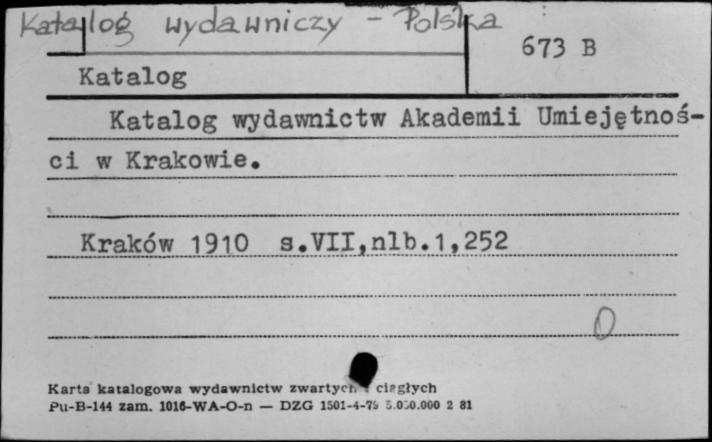 Katalog wydawniczy - Polska
673 B
Katalog
Katalog wydawnictw Akademii Umiejętnoś-
ci w Krakowie.
Kraków 1910 s.VII,nlb.1,252
0
Karta katalogowa wydawnictw zwartych i ciągłych
Pu-B-144 zam. 1016-WA-O-n — DZG 1501-4-79 5.000.000 2 81